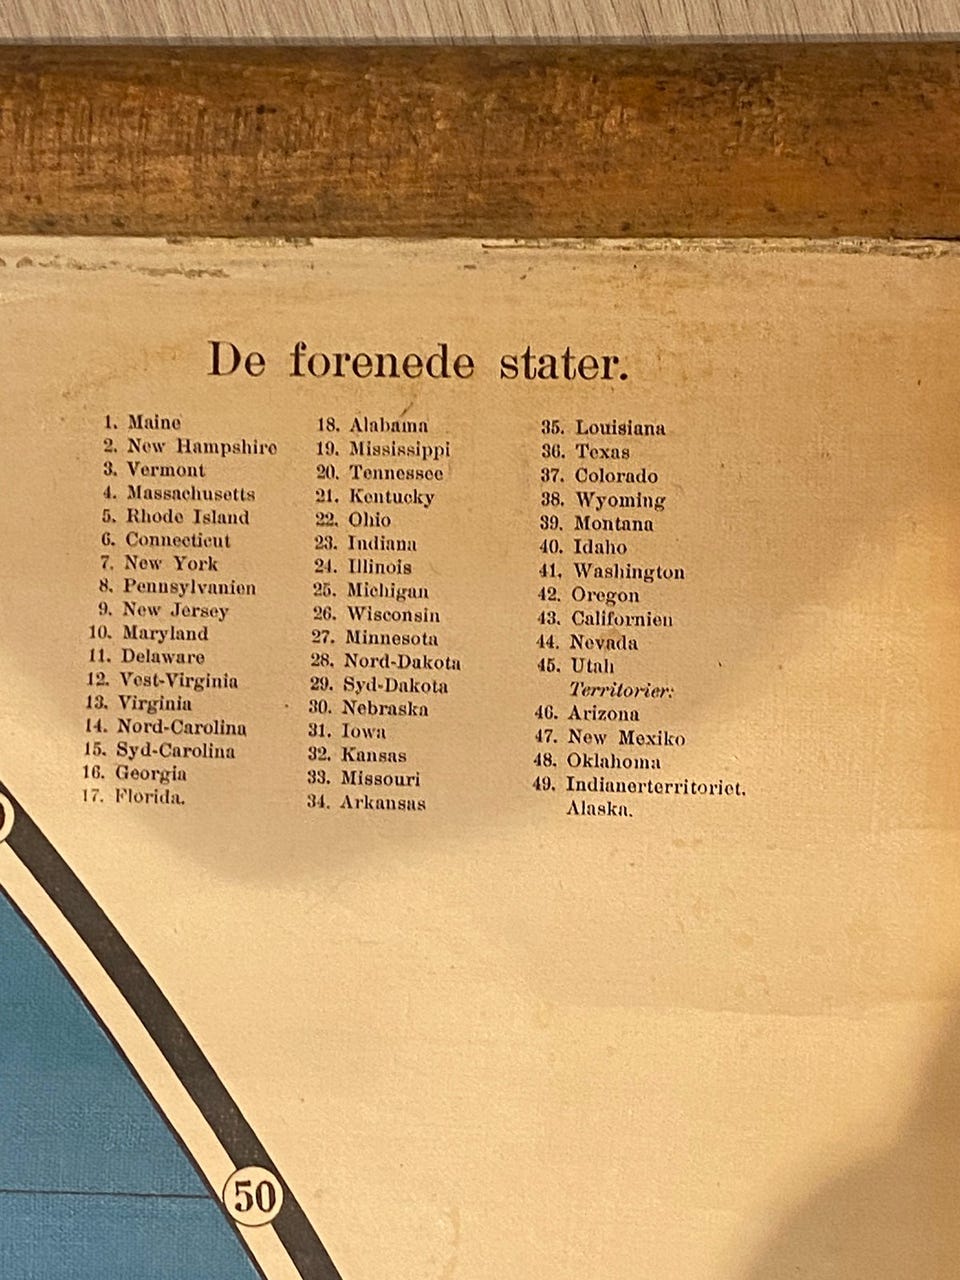 De forenede stater.
1. Maine
2. New Hampshire
3. Vermont
4. Massachusetts
5. Rhode Island
6. Connecticut
7. New York
8. Pennsylvanien
9. New Jersey
10. Maryland
11. Delaware
12. Vest-Virginia
13. Virginia
14. Nord-Carolina
15. Syd-Carolina
16. Georgia
17. Florida.
18. Alabama
19. Mississippi
20. Tennessee
21. Kentucky
22. Ohio
23. Indiana
24. Illinois
25. Michigan
26. Wisconsin
27. Minnesota
28. Nord-Dakota
29. Syd-Dakota
30. Nebraska
31. Iowa
32. Kansas
33. Missouri
34. Arkansas
35. Louisiana
36. Texas
37. Colorado
38. Wyoming
39. Montana
40. Idaho
41. Washington
42. Oregon
43. Californien
44. Nevada
45. Utah
Territorier:
46. Arizona
47. New Mexiko
48. Oklahoma
49. Indianerterritoriet.
Alaska.
50